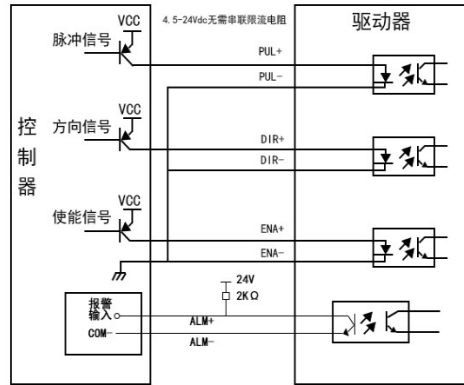 VCC
4.5-24Vdc无需串联限流电阻
驱动器
脉冲信号
PUL+
PUL-
VCC
方向信号
DIR+
DIR-
控制器
VCC
使能信号
ENA+
ENA-
24V
2KΩ
报警
输入
ALM+
COM-
ALM-